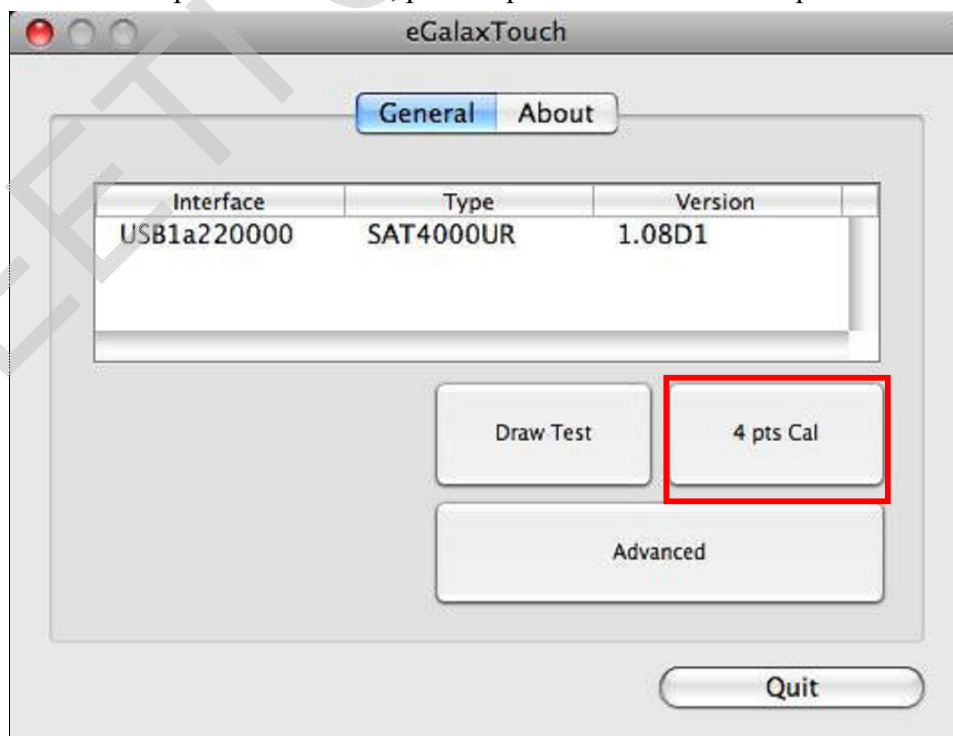 eGalaxTouch
General About
Interface Type Version
USB1a220000 SAT4000UR 1.08D1
Draw Test 4 pts Cal
Advanced
Quit